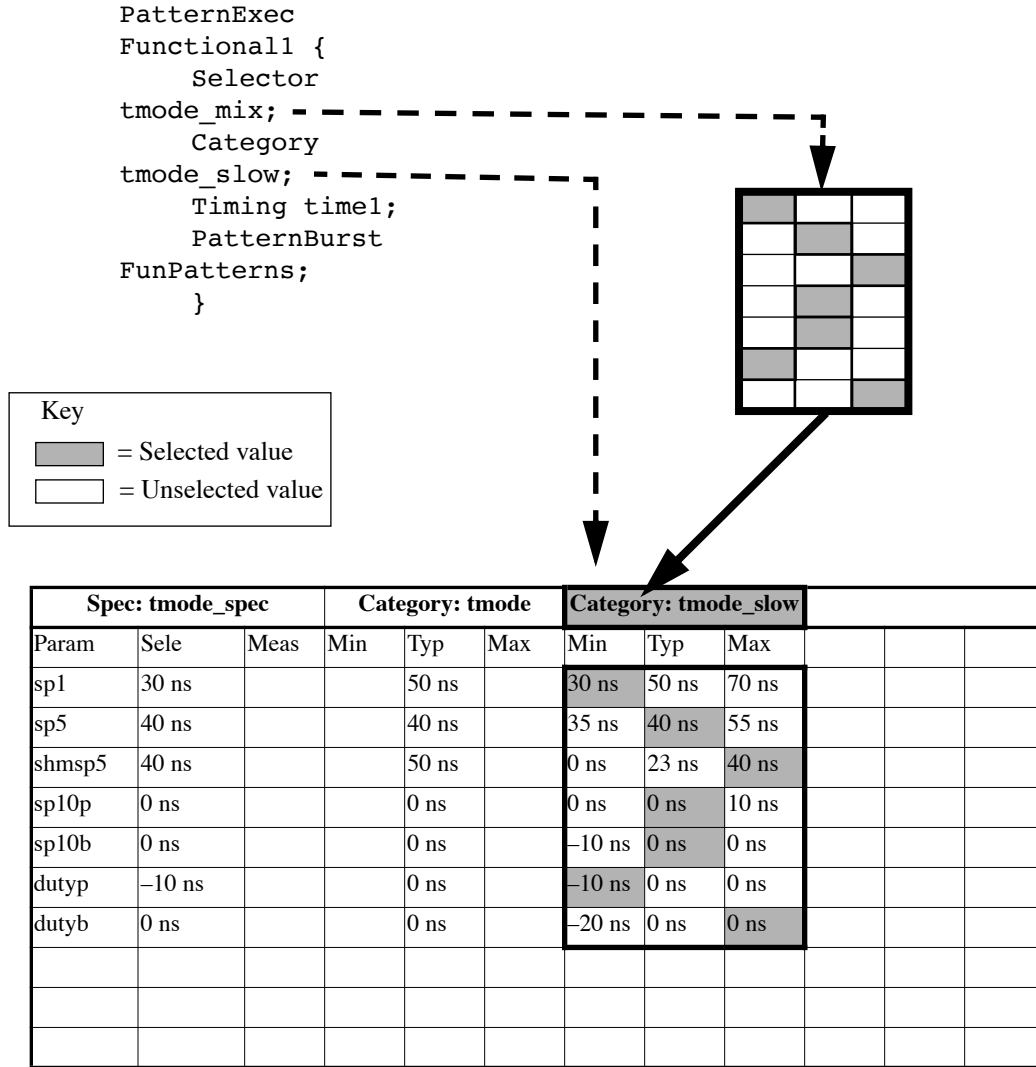 PatternExec
Functional1 {
Selector
tmode_mix;
Category
tmode_slow;
Timing time1;
PatternBurst
FunPatterns;
}
Key
= Selected value
= Unselected value
Spec: tmode_spec Category: tmode Category: tmode_slow
Param Sele Meas Min Typ Max Min Typ Max
sp1 30 ns 50 ns 30 ns 50 ns 70 ns
sp5 40 ns 40 ns 35 ns 40 ns 55 ns
shmsp5 40 ns 50 ns 0 ns 23 ns 40 ns
sp10p 0 ns 0 ns 0 ns 0 ns 10 ns
sp10b 0 ns 0 ns –10 ns 0 ns 0 ns
dutyp –10 ns 0 ns –10 ns 0 ns 0 ns
dutyb 0 ns 0 ns –20 ns 0 ns 0 ns